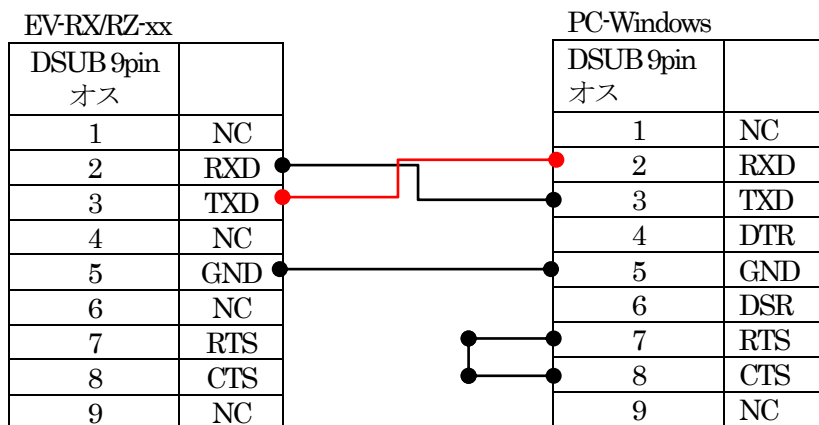 EV-RX/RZ-xx
DSUB 9pin
オス
1 NC
2 RXD
3 TXD
4 NC
5 GND
6 NC
7 RTS
8 CTS
9 NC
PC-Windows
DSUB 9pin
オス
1 NC
2 RXD
3 TXD
4 DTR
5 GND
6 DSR
7 RTS
8 CTS
9 NC